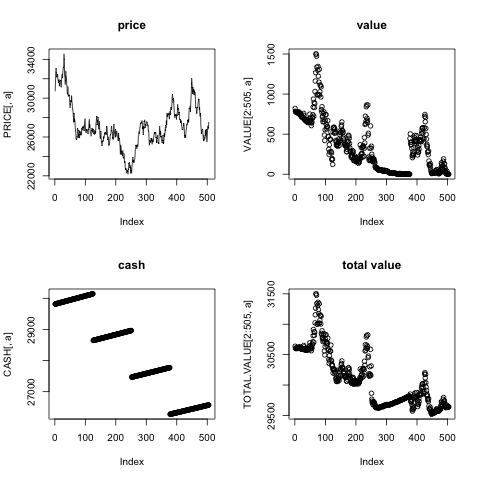 price
PRICE[, a]
22000 26000 30000 34000
0 100 200 300 400 500
Index
value
VALUE[2:505, a]
0 500 1000 1500
0 100 200 300 400 500
Index
cash
CASH[, a]
27000 29000
0 100 200 300 400 500
Index
total value
TOTAL.VALUE[2:505, a]
29500 30500 31500
0 100 200 300 400 500
Index